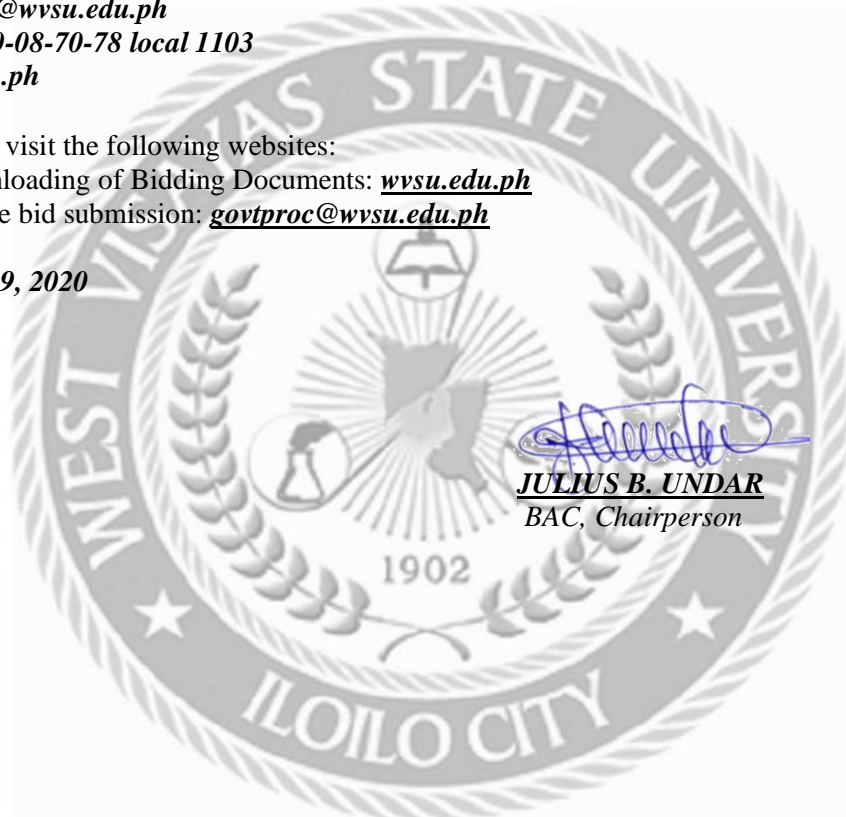 @wvsu.edu.ph
0-08-70-78 local 1103
.ph
visit the following websites:
nloading of Bidding Documents: wvsu.edu.ph
e bid submission: govtproc@wvsu.edu.ph
9, 2020
WEST VISAYAS STATE UNIVERSITY
JULIUS B. UNDAR
BAC, Chairperson
1902
ILOILO CITY